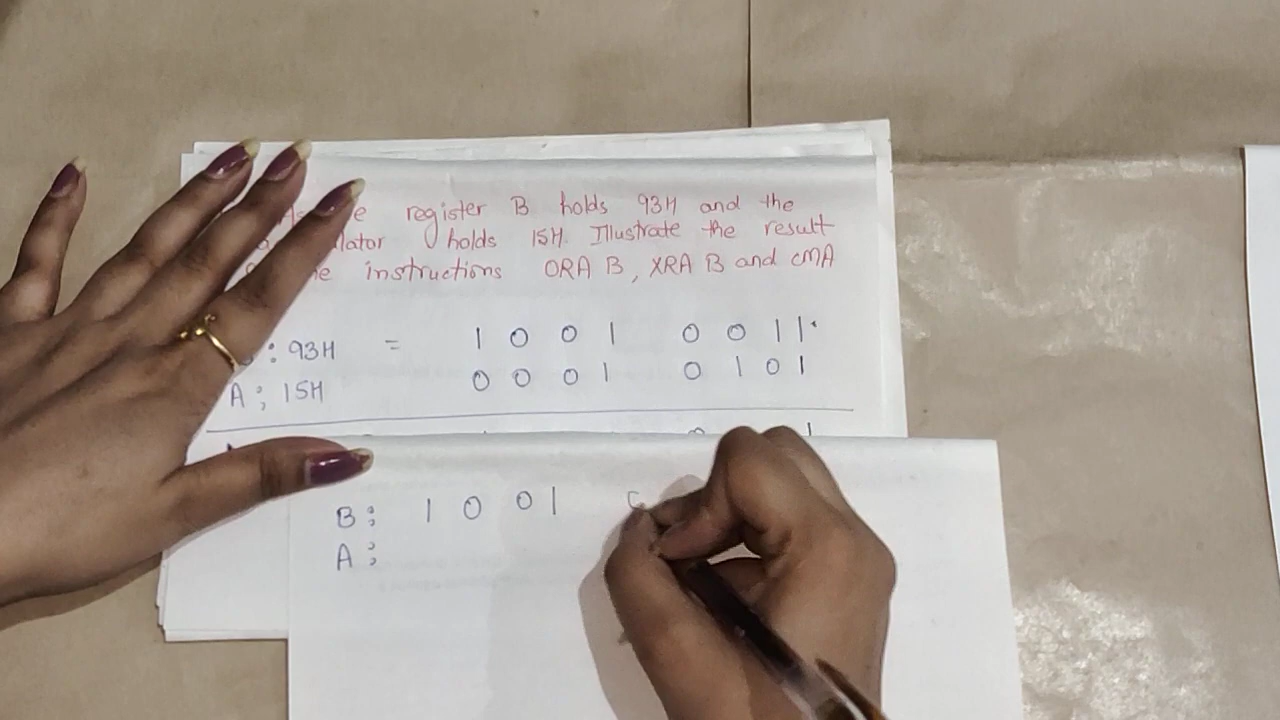 register B holds 93H and the
holds 15H. Illustrate the result
instructions ORA B, XRA B and CMA
: 93H = 1 0 0 1 0 0 1 1
A ; 15H 0 0 0 1 0 1 0 1
B : 1 0 0 1
A :